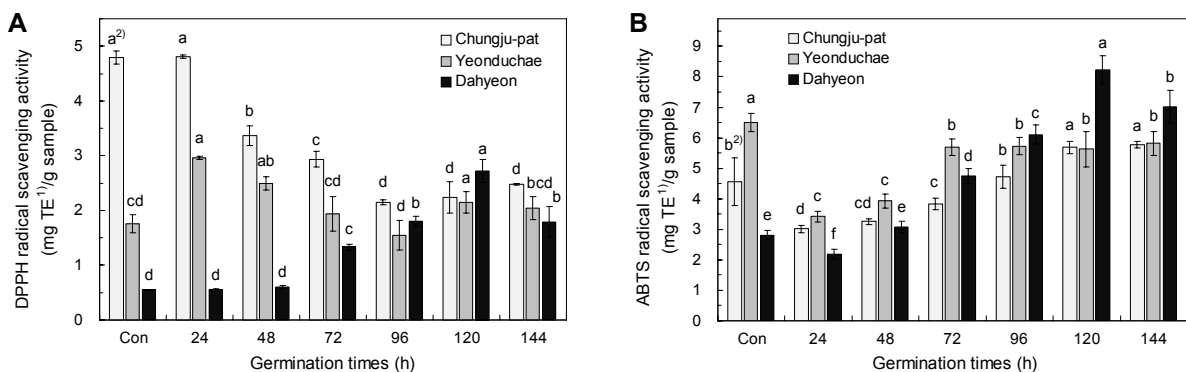 A
DPPH radical scavenging activity
(mg TE¹⁾/g sample)
5
4
3
2
1
0
Chungju-pat
Yeonduchae
Dahyeon
a²⁾ cd d
a a d
b ab d
c cd c
d d b
d a a
d bcd b
Con 24 48 72 96 120 144
Germination times (h)
B
ABTS radical scavenging activity
(mg TE¹⁾/g sample)
10
9
8
7
6
5
4
3
2
1
0
Chungju-pat
Yeonduchae
Dahyeon
b²⁾ a e
d c f
cd c e
c b d
b b c
a b a
a b b
Con 24 48 72 96 120 144
Germination times (h)